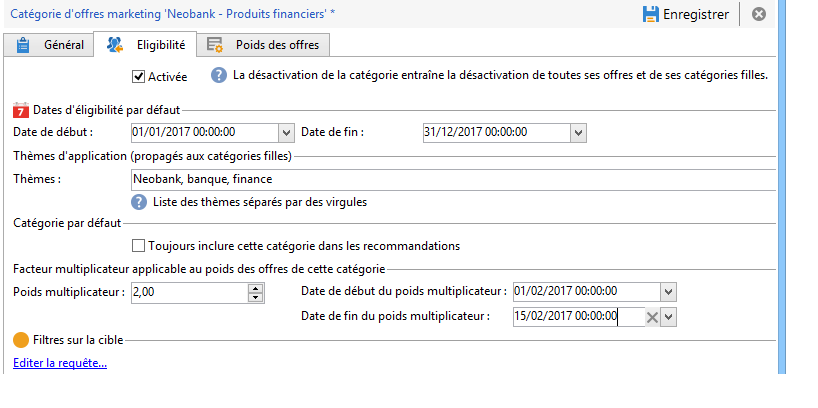 Catégorie d'offres marketing 'Neobank - Produits financiers' * Enregistrer
Général Eligibilité Poids des offres
Activée ? La désactivation de la catégorie entraîne la désactivation de toutes ses offres et de ses catégories filles.
7 Dates d'éligibilité par défaut
Date de début : 01/01/2017 00:00:00 Date de fin : 31/12/2017 00:00:00
Thèmes d'application (propagés aux catégories filles)
Thèmes : Neobank, banque, finance
? Liste des thèmes séparés par des virgules
Catégorie par défaut
Toujours inclure cette catégorie dans les recommandations
Facteur multiplicateur applicable au poids des offres de cette catégorie
Poids multiplicateur : 2,00 Date de début du poids multiplicateur : 01/02/2017 00:00:00
Date de fin du poids multiplicateur : 15/02/2017 00:00:00
Filtres sur la cible
Editer la requête...